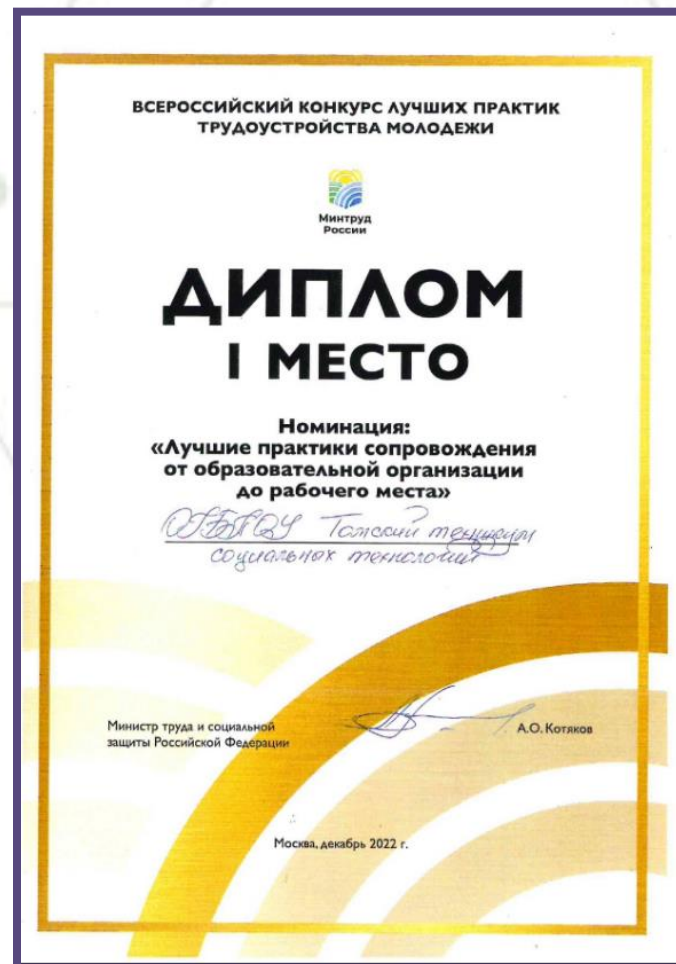 ВСЕРОССИЙСКИЙ КОНКУРС ЛУЧШИХ ПРАКТИК
ТРУДОУСТРОЙСТВА МОЛОДЕЖИ
Минтруд
России
ДИПЛОМ
I МЕСТО
Номинация:
«Лучшие практики сопровождения
от образовательной организации
до рабочего места»
ОГБПОУ Томский техникум
социальных технологий
Министр труда и социальной
защиты Российской Федерации
А.О. Котяков
Москва, декабрь 2022 г.